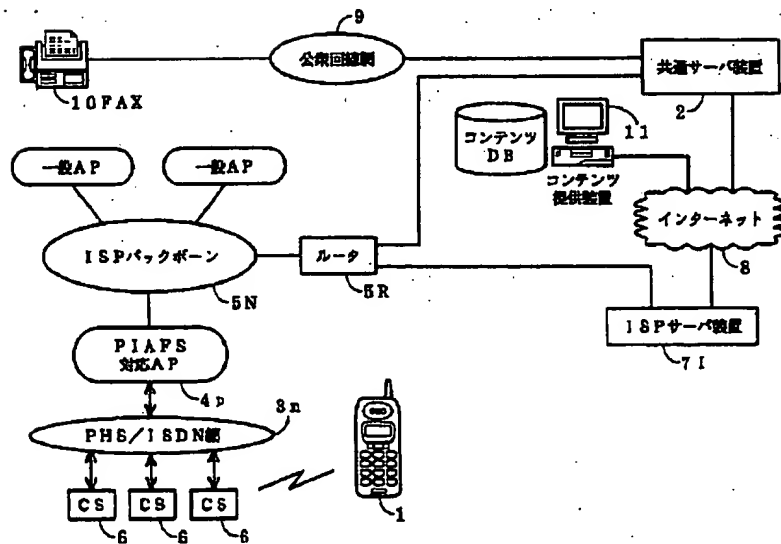 9
公衆回線網
共通サーバ装置
10FAX
2
11
コンテンツ
DB
コンテンツ
提供装置
一般AP
一般AP
インターネット
ISPバックボーン
ルータ
5N
5R
8
ISPサーバ装置
7I
PIAFS
対応AP
4p
3n
PHS/ISDN網
CS
CS
CS
6
6
6
1